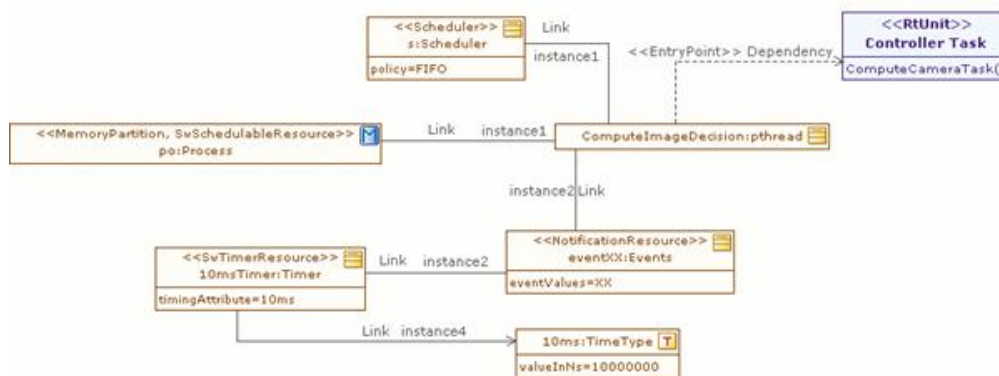 <<Scheduler>>
s:Scheduler
policy=FIFO
Link
instance1
<<EntryPoint>> Dependency
<<RtUnit>>
Controller Task
ComputeCameraTask(
<<MemoryPartition, SwSchedulableResource>>
po:Process
Link instance1
ComputeImageDecision:pthread
instance2 Link
<<SwTimerResource>>
10msTimer:Timer
timingAttribute=10ms
Link instance2
<<NotificationResource>>
eventXX:Events
eventValues=XX
Link instance4
10ms:TimeType T
valueInNs=10000000